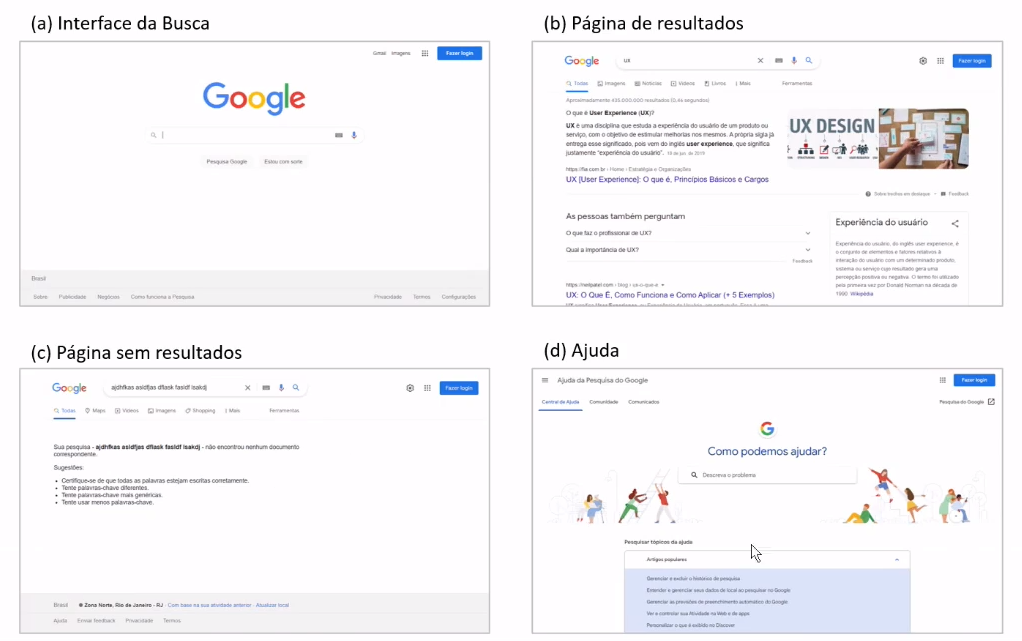 (a) Interface da Busca
Gmail Imagens Fazer login
Google
Pesquisa Google Estou com sorte
Brasil
Sobre Publicidade Negócios Como funciona a Pesquisa Privacidade Termos Configurações
(b) Página de resultados
Google ux Fazer login
Todas Imagens Notícias Vídeos Livros Mais Ferramentas
Aproximadamente 435.000.000 resultados (0,4s segundos)
O que é User Experience (UX)?
UX é uma disciplina que estuda a experiência do usuário de um produto ou
serviço, com o objetivo de estimular melhorias nos mesmos. A própria sigla já
entrega esse significado, pois vem do inglês user experience, que significa
justamente "experiência do usuário".
UX DESIGN
https://fia.com.br › Home › Estratégia e Organizações
UX [User Experience]: O que é, Princípios Básicos e Cargos
Sobre trechos em destaque Feedback
As pessoas também perguntam
O que faz o profissional de UX?
Qual a importância de UX?
Feedback
Experiência do usuário
Experiência do usuário, do inglês user experience, é
o conjunto de elementos e fatores relativos à
interação do usuário com um determinado produto,
sistema ou serviço cujo resultado gera uma
percepção positiva ou negativa. O termo foi utilizado
pela primeira vez por Donald Norman na década de
1990. Wikipédia
https://neilpatel.com › blog › ux-o-que-e
UX: O Que É, Como Funciona e Como Aplicar (+ 5 Exemplos)
(c) Página sem resultados
Google ajdhfkas asldfjas dflask fasldf lsakdj Fazer login
Todas Maps Vídeos Imagens Shopping Mais Ferramentas
Sua pesquisa - ajdhfkas asldfjas dflask fasldf lsakdj - não encontrou nenhum documento
correspondente.
Sugestões:
Certifique-se de que todas as palavras estejam escritas corretamente.
Tente palavras-chave diferentes.
Tente palavras-chave mais genéricas.
Tente usar menos palavras-chave.
Brasil Zona Norte, Rio de Janeiro - RJ - Com base na sua atividade anterior - Atualizar local
Ajuda Enviar feedback Privacidade Termos
(d) Ajuda
Ajuda da Pesquisa do Google Fazer login
Central de Ajuda Comunidade Comunicados Pesquisa do Google
G
Como podemos ajudar?
Descreva o problema
Pesquisar tópicos da ajuda
Artigos populares
Gerenciar e excluir o histórico de pesquisa
Entender e gerenciar seus dados de local ao pesquisar no Google
Gerenciar as previsões de preenchimento automático do Google
Ver e controlar sua Atividade na Web e de apps
Personalizar o que é exibido no Discover